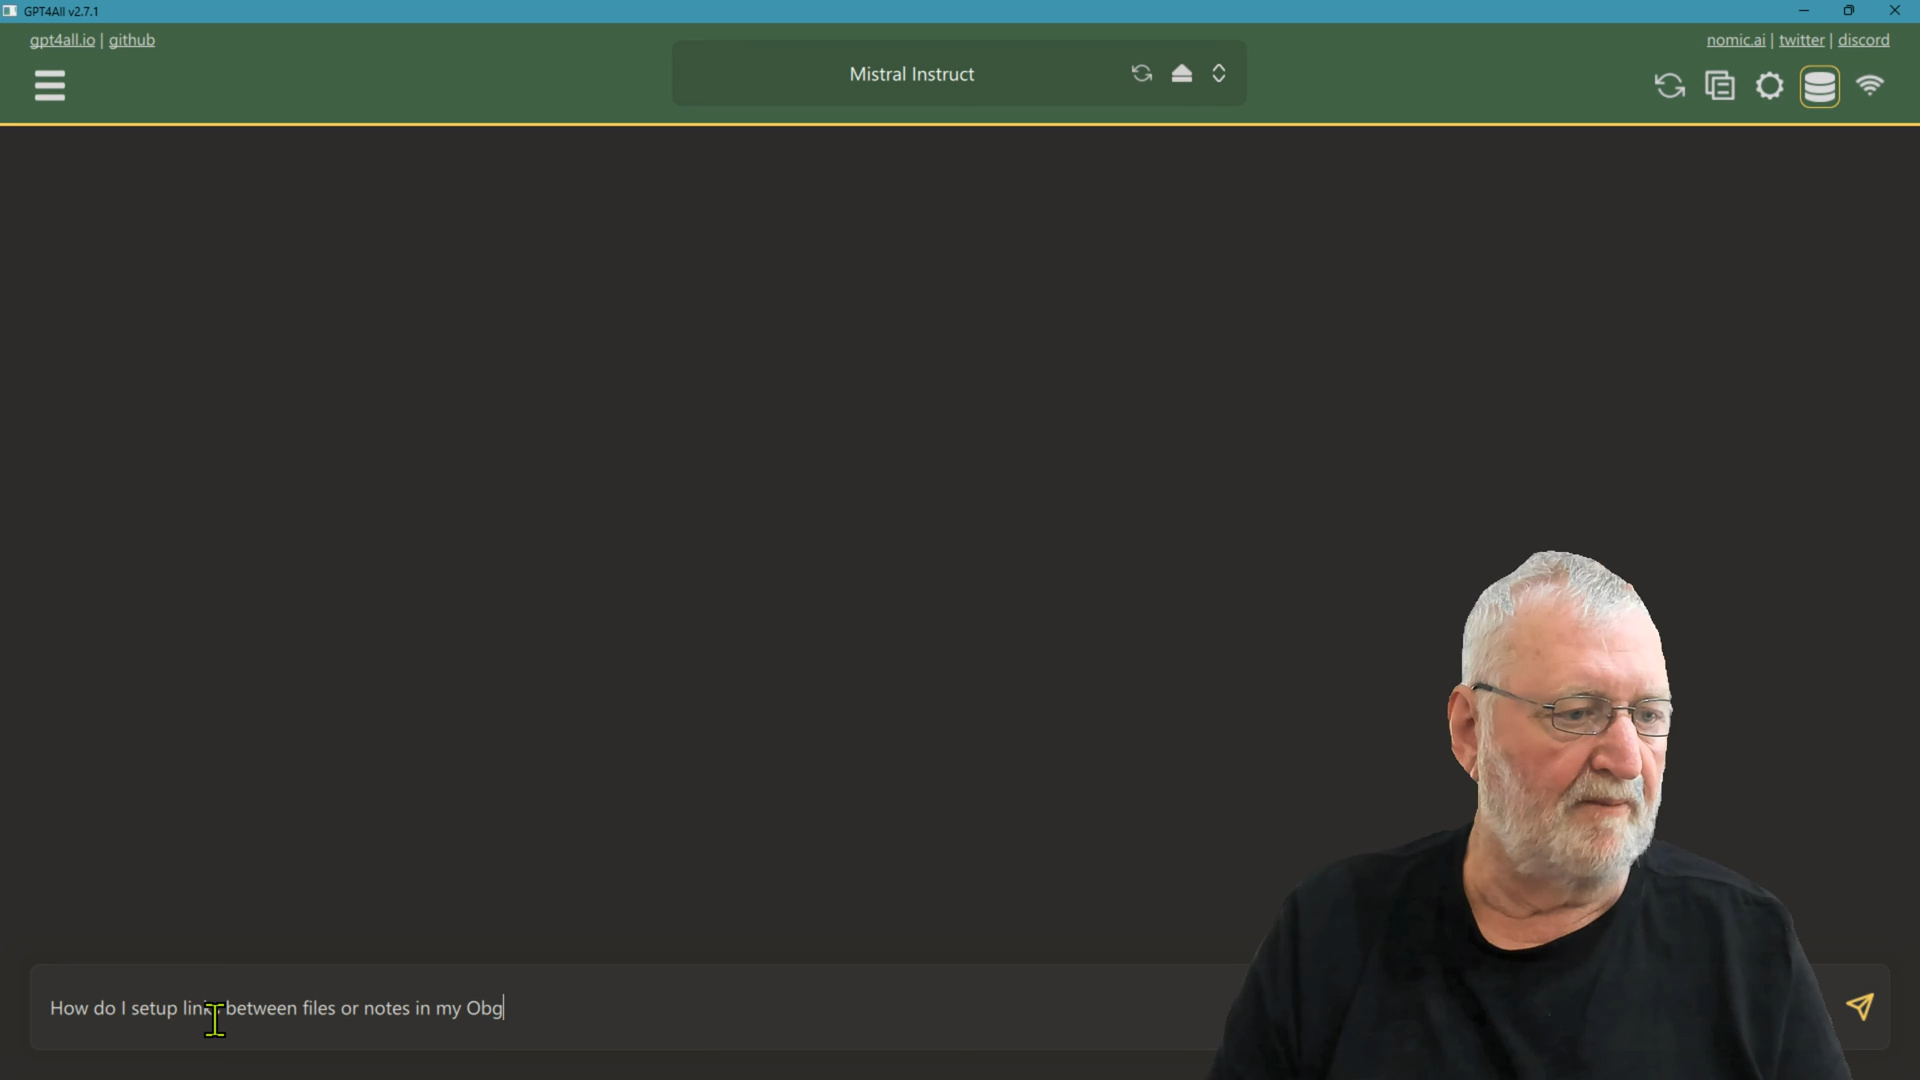 GPT4All v2.7.1
gpt4all.io | github
nomic.ai | twitter | discord
Mistral Instruct
How do I setup links between files or notes in my Obg